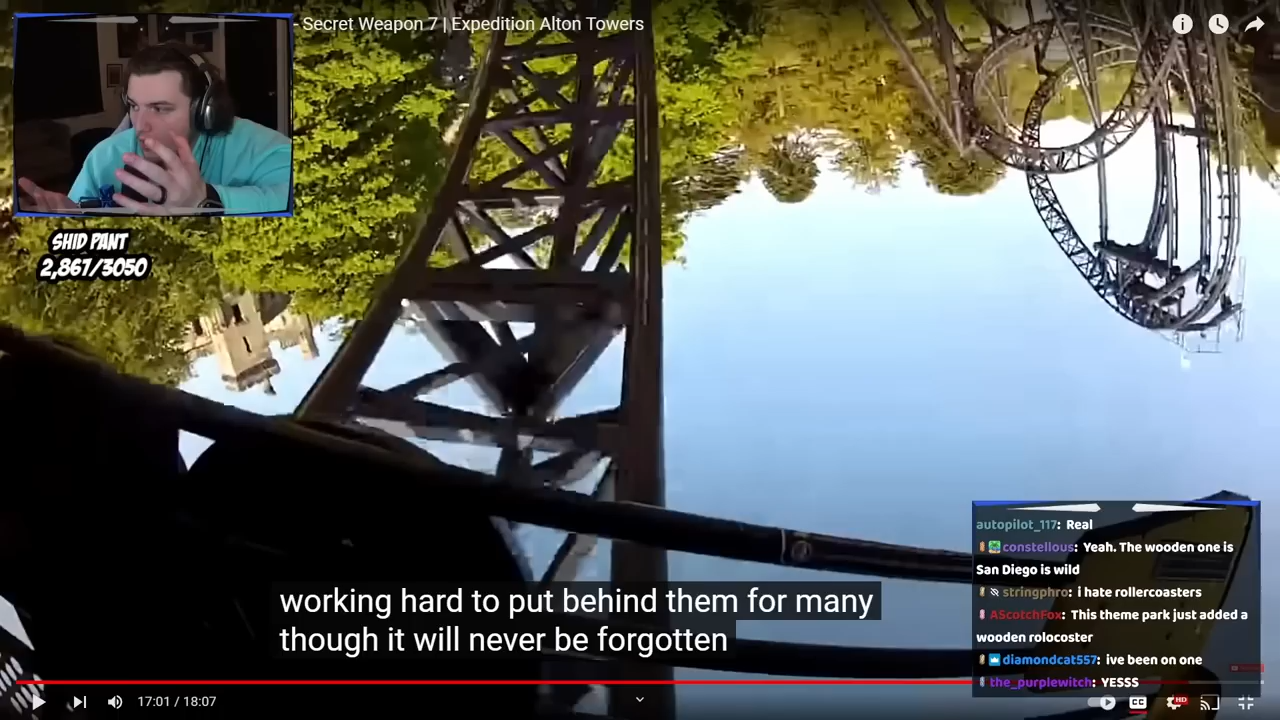 - Secret Weapon 7 | Expedition Alton Towers
SHID PANT
2,867/3050
autopilot_117: Real
constellous: Yeah. The wooden one is
San Diego is wild
stringphro: i hate rollercoasters
AScotchFox: This theme park just added a
wooden rolocoster
diamondcat557: ive been on one
the_purplewitch: YESSS
working hard to put behind them for many
though it will never be forgotten
17:01 / 18:07
CC
HD